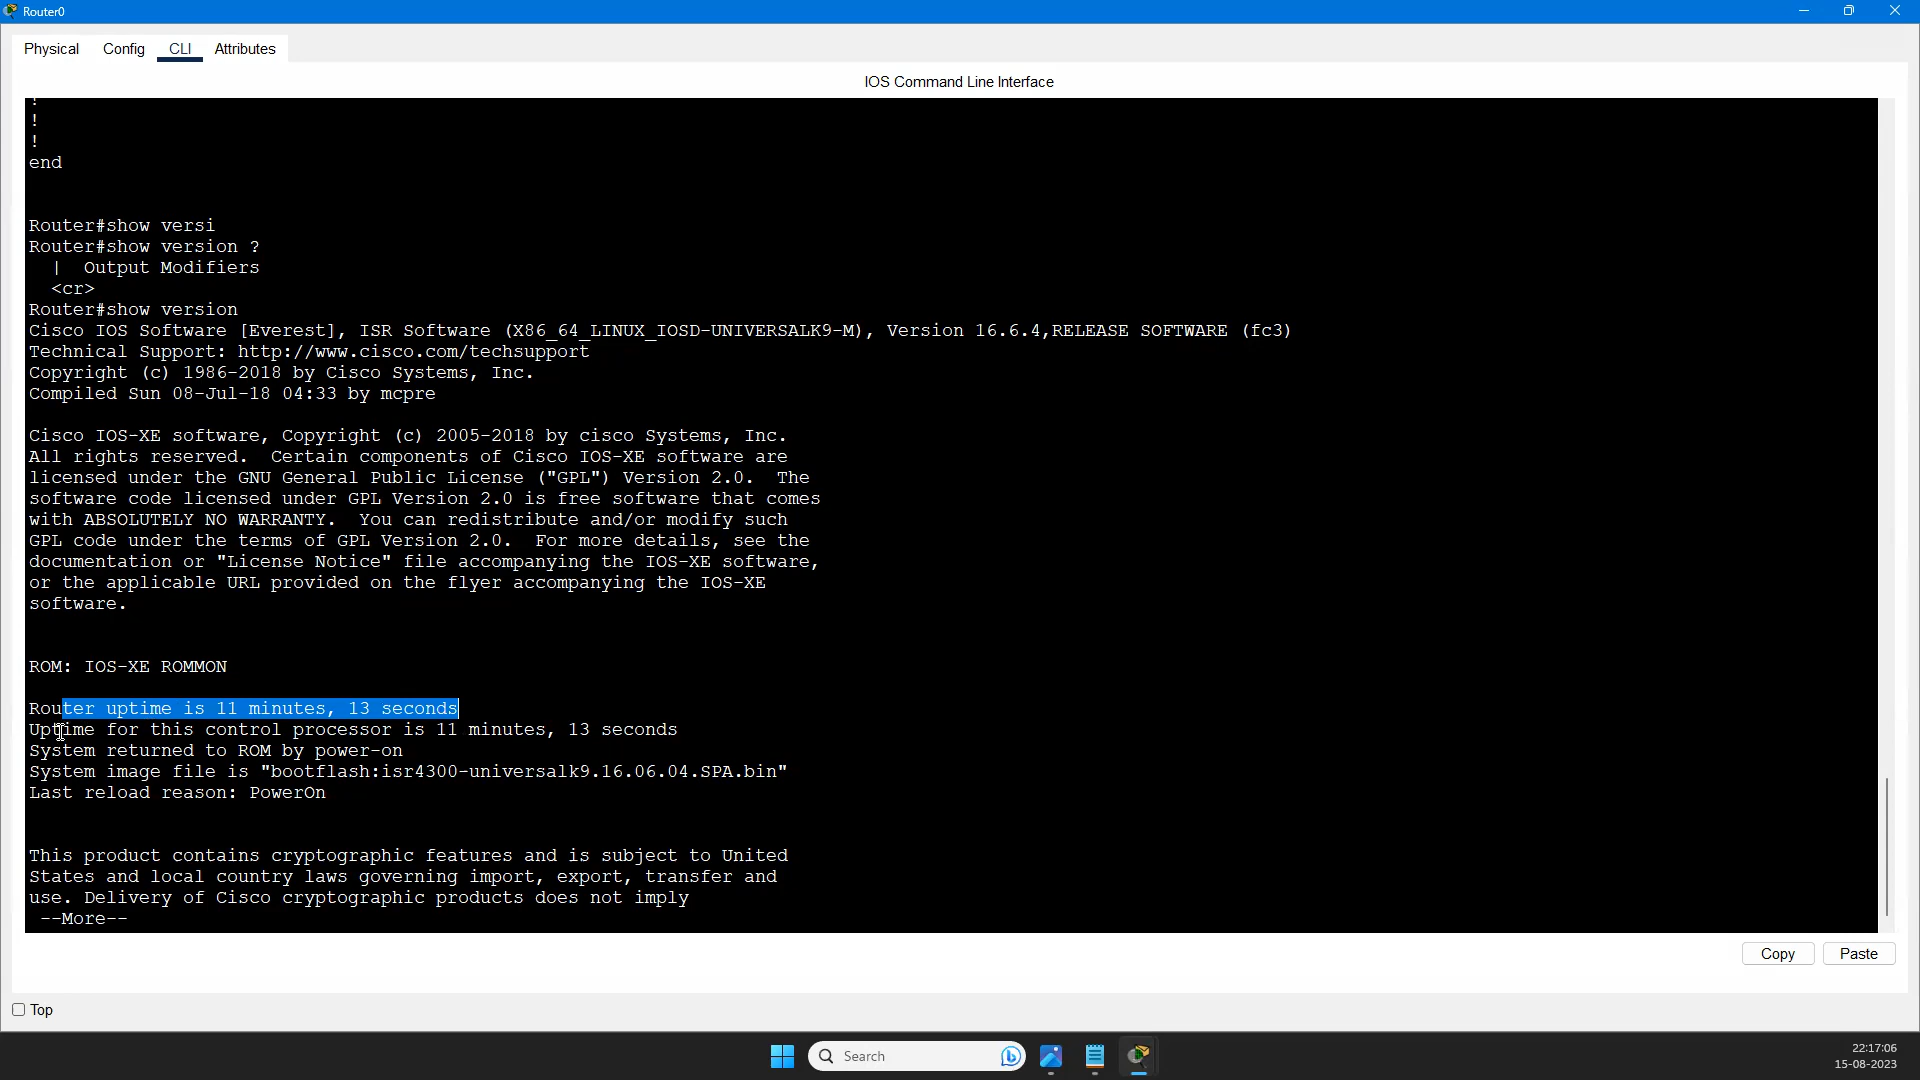 Router0
Physical Config CLI Attributes
IOS Command Line Interface
!
!
!
end
Router#show versi
Router#show version ?
| Output Modifiers
<cr>
Router#show version
Cisco IOS Software [Everest], ISR Software (X86_64_LINUX_IOSD-UNIVERSALK9-M), Version 16.6.4,RELEASE SOFTWARE (fc3)
Technical Support: http://www.cisco.com/techsupport
Copyright (c) 1986-2018 by Cisco Systems, Inc.
Compiled Sun 08-Jul-18 04:33 by mcpre
Cisco IOS-XE software, Copyright (c) 2005-2018 by cisco Systems, Inc.
All rights reserved. Certain components of Cisco IOS-XE software are
licensed under the GNU General Public License ("GPL") Version 2.0. The
software code licensed under GPL Version 2.0 is free software that comes
with ABSOLUTELY NO WARRANTY. You can redistribute and/or modify such
GPL code under the terms of GPL Version 2.0. For more details, see the
documentation or "License Notice" file accompanying the IOS-XE software,
or the applicable URL provided on the flyer accompanying the IOS-XE
software.
ROM: IOS-XE ROMMON
Router uptime is 11 minutes, 13 seconds
Uptime for this control processor is 11 minutes, 13 seconds
System returned to ROM by power-on
System image file is "bootflash:isr4300-universalk9.16.06.04.SPA.bin"
Last reload reason: PowerOn
This product contains cryptographic features and is subject to United
States and local country laws governing import, export, transfer and
use. Delivery of Cisco cryptographic products does not imply
--More--
Copy Paste
Top
Search
22:17:06
15-08-2023